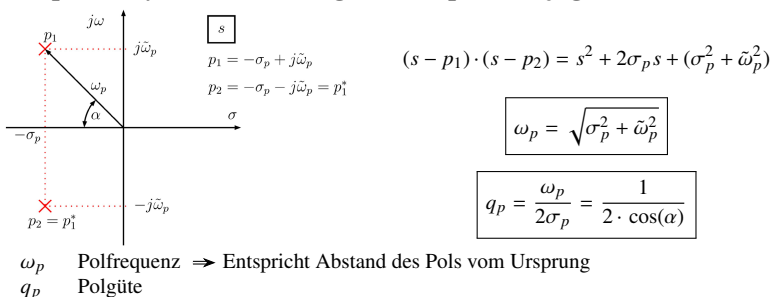 jω
p₁
jω̃ₚ
s
p₁ = −σₚ + jω̃ₚ
p₂ = −σₚ − jω̃ₚ = p₁*
ωₚ
α
σ
−σₚ
−jω̃ₚ
p₂ = p₁*
(s − p₁) · (s − p₂) = s² + 2σₚs + (σₚ² + ω̃ₚ²)
ωₚ = √(σₚ² + ω̃ₚ²)
qₚ = ωₚ / 2σₚ = 1 / 2 · cos(α)
ωₚ Polfrequenz ⇒ Entspricht Abstand des Pols vom Ursprung
qₚ Polgüte